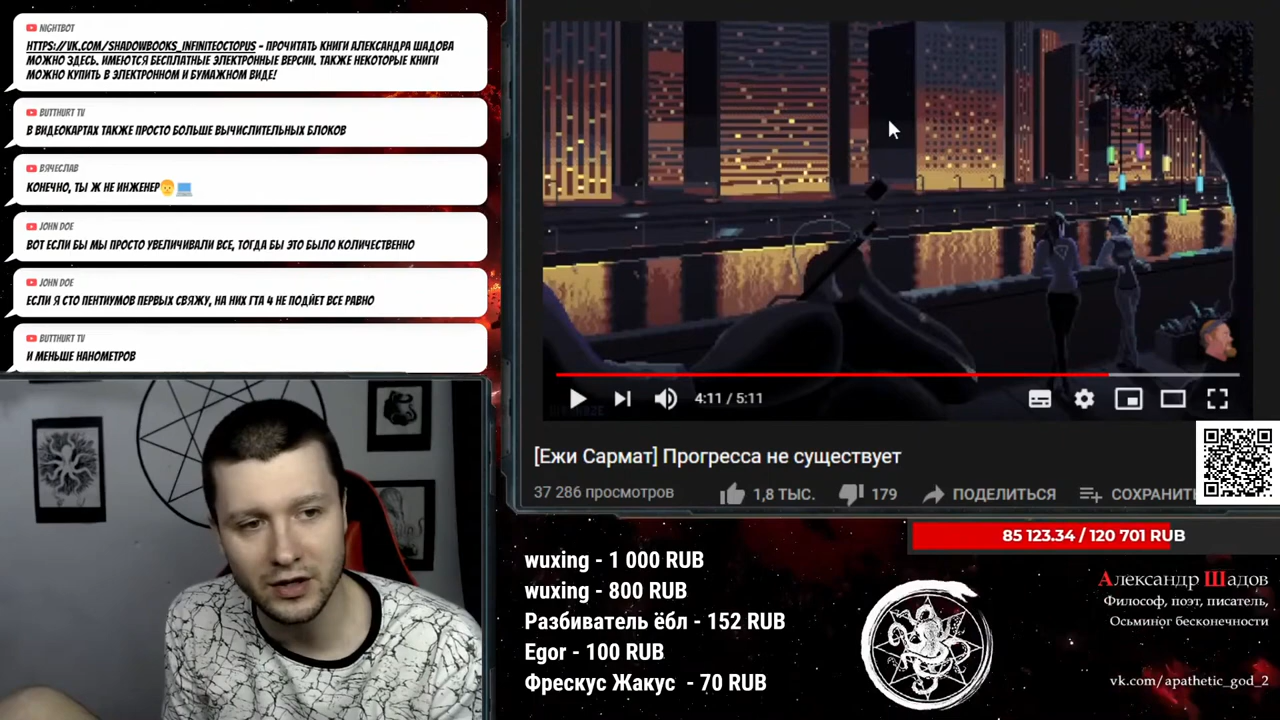 NIGHTBOT
HTTPS://VK.COM/SHADOWBOOKS_INFINITEOCTOPUS - ПРОЧИТАТЬ КНИГИ АЛЕКСАНДРА ШАДОВА
МОЖНО ЗДЕСЬ. ИМЕЮТСЯ БЕСПЛАТНЫЕ ЭЛЕКТРОННЫЕ ВЕРСИИ. ТАКЖЕ НЕКОТОРЫЕ КНИГИ
МОЖНО КУПИТЬ В ЭЛЕКТРОННОМ И БУМАЖНОМ ВИДЕ!
BUTTHURT TV
В ВИДЕОКАРТАХ ТАКЖЕ ПРОСТО БОЛЬШЕ ВЫЧИСЛИТЕЛЬНЫХ БЛОКОВ
ВЯЧЕСЛАВ
КОНЕЧНО, ТЫ Ж НЕ ИНЖЕНЕР
JOHN DOE
ВОТ ЕСЛИ БЫ МЫ ПРОСТО УВЕЛИЧИВАЛИ ВСЕ, ТОГДА БЫ ЭТО БЫЛО КОЛИЧЕСТВЕННО
JOHN DOE
ЕСЛИ Я СТО ПЕНТИУМОВ ПЕРВЫХ СВЯЖУ, НА НИХ ГТА 4 НЕ ПОДЙЕТ ВСЕ РАВНО
BUTTHURT TV
И МЕНЬШЕ НАНОМЕТРОВ
4:11 / 5:11
[Ежи Сармат] Прогресса не существует
37 286 просмотров
1,8 ТЫС.
179
ПОДЕЛИТЬСЯ
СОХРАНИТЬ
85 123.34 / 120 701 RUB
wuxing - 1 000 RUB
wuxing - 800 RUB
Разбиватель ёбл - 152 RUB
Egor - 100 RUB
Фрескус Жакус - 70 RUB
Александр Шадов
Философ, поэт, писатель,
Осьминог бесконечности
vk.com/apathetic_god_2